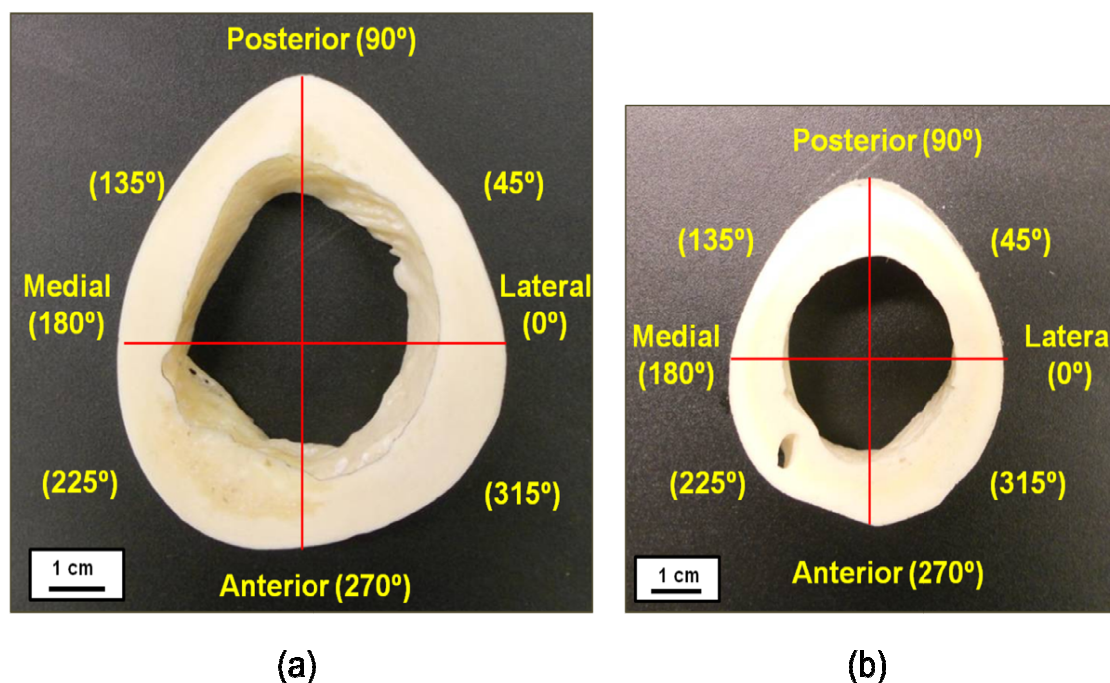 Posterior (90º)
(135º)
(45º)
Medial
(180º)
Lateral
(0º)
(225º)
(315º)
1 cm
Anterior (270º)
(a)
Posterior (90º)
(135º)
(45º)
Medial
(180º)
Latera
(0º)
(225º)
(315º)
1 cm
Anterior (270º)
(b)